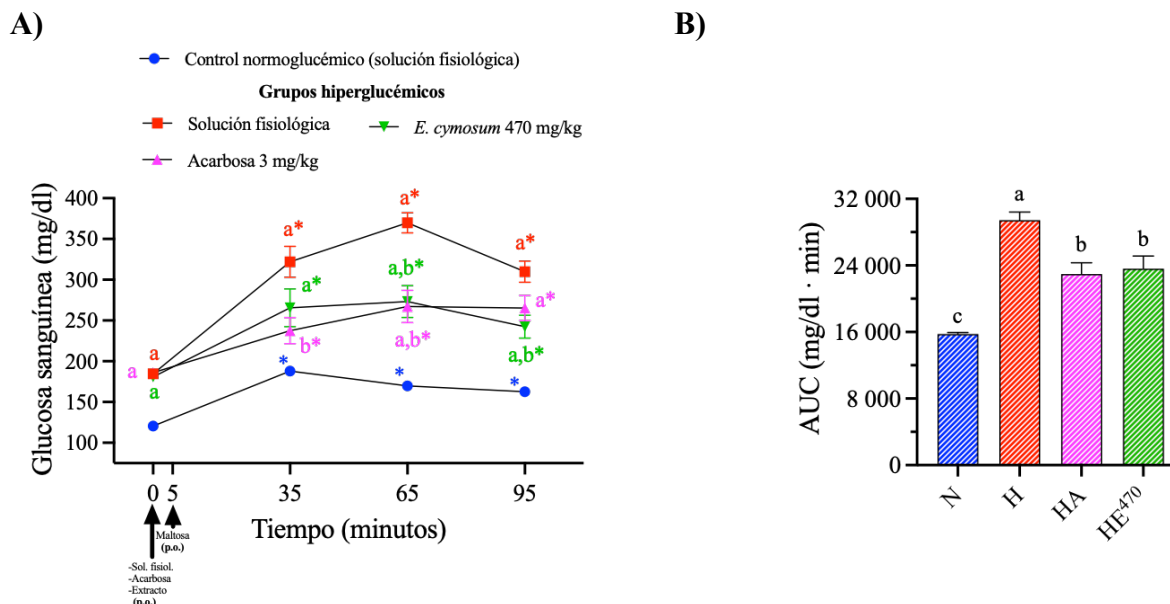 A)
B)
Control normoglucémico (solución fisiológica)
Grupos hiperglucémicos
Solución fisiológica
E. cymosum 470 mg/kg
Acarbosa 3 mg/kg
Glucosa sanguínea (mg/dl)
400
350
300
250
200
150
100
a*
a*
a*
a*
a,b*
a*
b*
a,b*
a,b*
a
a
a
*
*
*
0 5 35 65 95
Tiempo (minutos)
Maltosa
(p.o.)
-Sol. fisiol.
-Acarbosa
-Extracto
(p.o.)
AUC (mg/dl · min)
32 000
24 000
16 000
8 000
0
c
a
b
b
N
H
HA
HE470